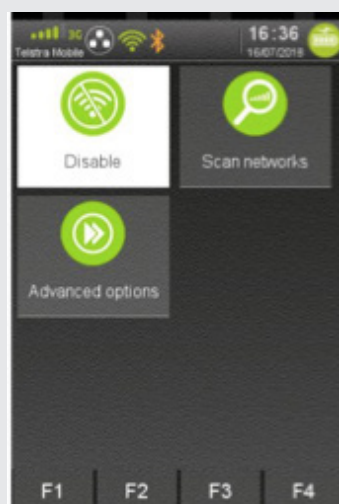 3G
16:36
Telstra Mobile
16/07/2018
Disable
Scan networks
Advanced options
F1 F2 F3 F4